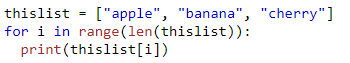 thislist = ["apple", "banana", "cherry"]
for i in range(len(thislist)):
  print(thislist[i])